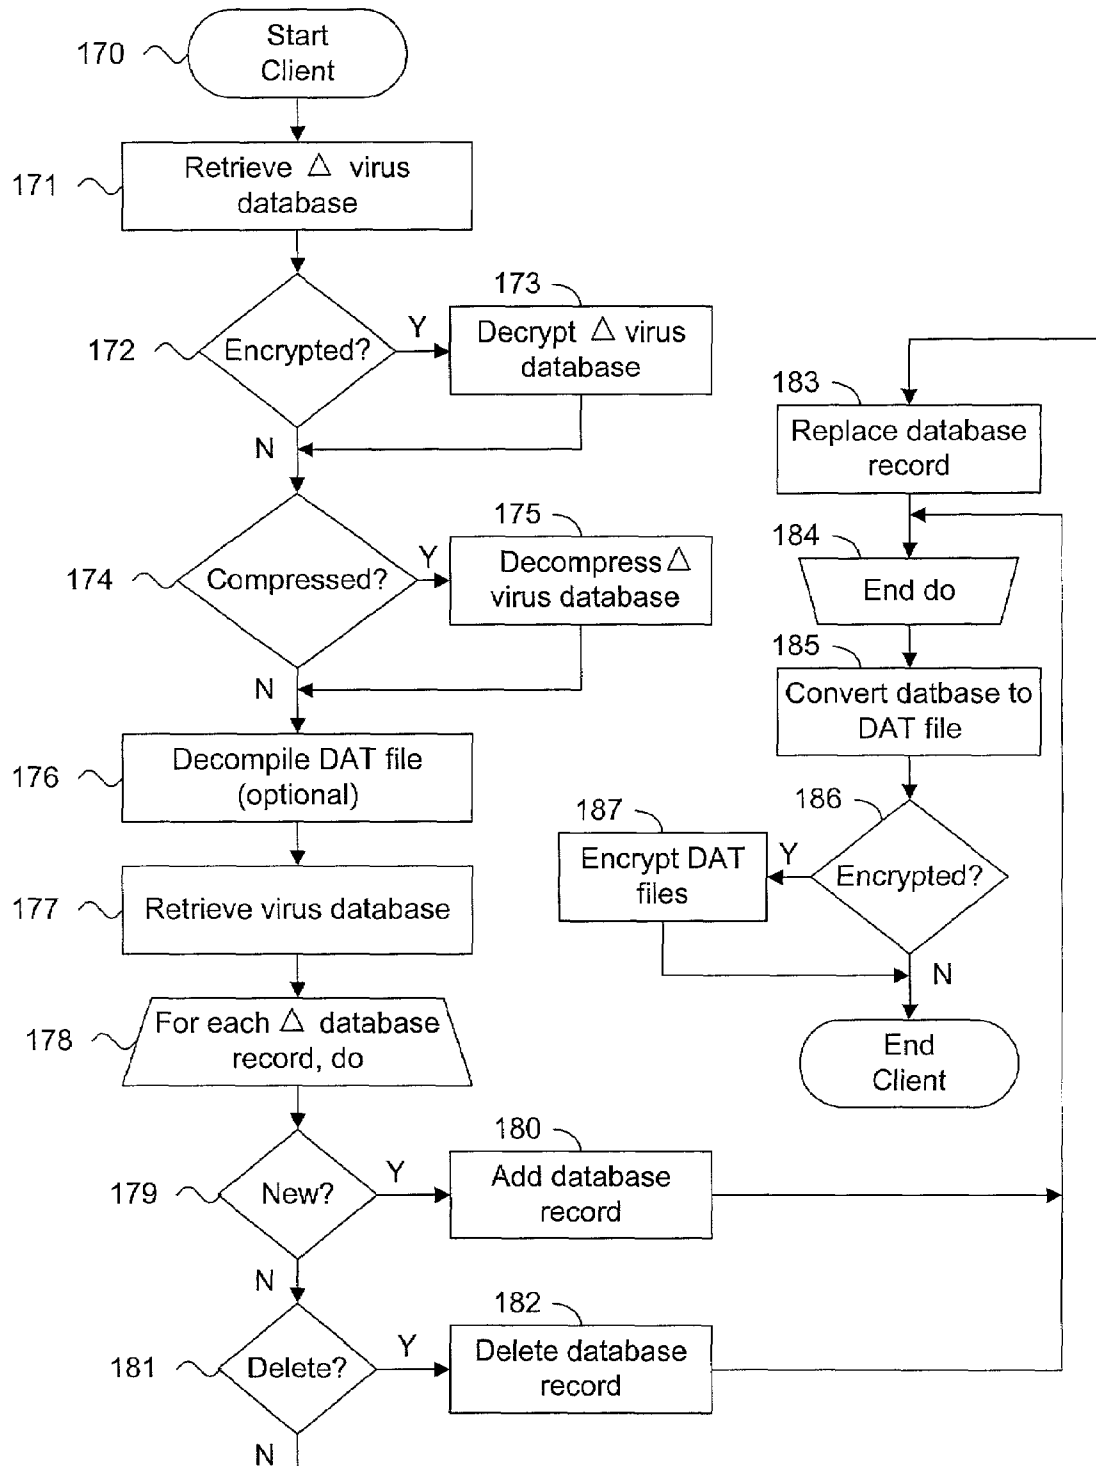 170
Start
Client
171
Retrieve △ virus
database
172
Encrypted?
Y
N
173
Decrypt △ virus
database
174
Compressed?
Y
N
175
Decompress △
virus database
176
Decompile DAT file
(optional)
177
Retrieve virus database
178
For each △ database
record, do
179
New?
Y
N
180
Add database
record
181
Delete?
Y
N
182
Delete database
record
183
Replace database
record
184
End do
185
Convert datbase to
DAT file
186
Encrypted?
Y
N
187
Encrypt DAT
files
End
Client